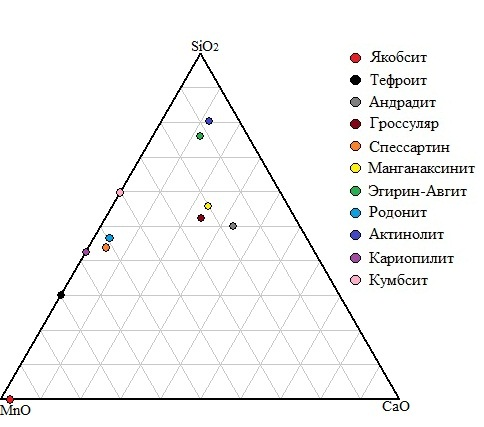 SiO2
Якобсит
Тефроит
Андрадит
Гроссуляр
Спессартин
Манганаксинит
Эгирин-Авгит
Родонит
Актинолит
Кариопилит
Кумбсит
MnO
CaO